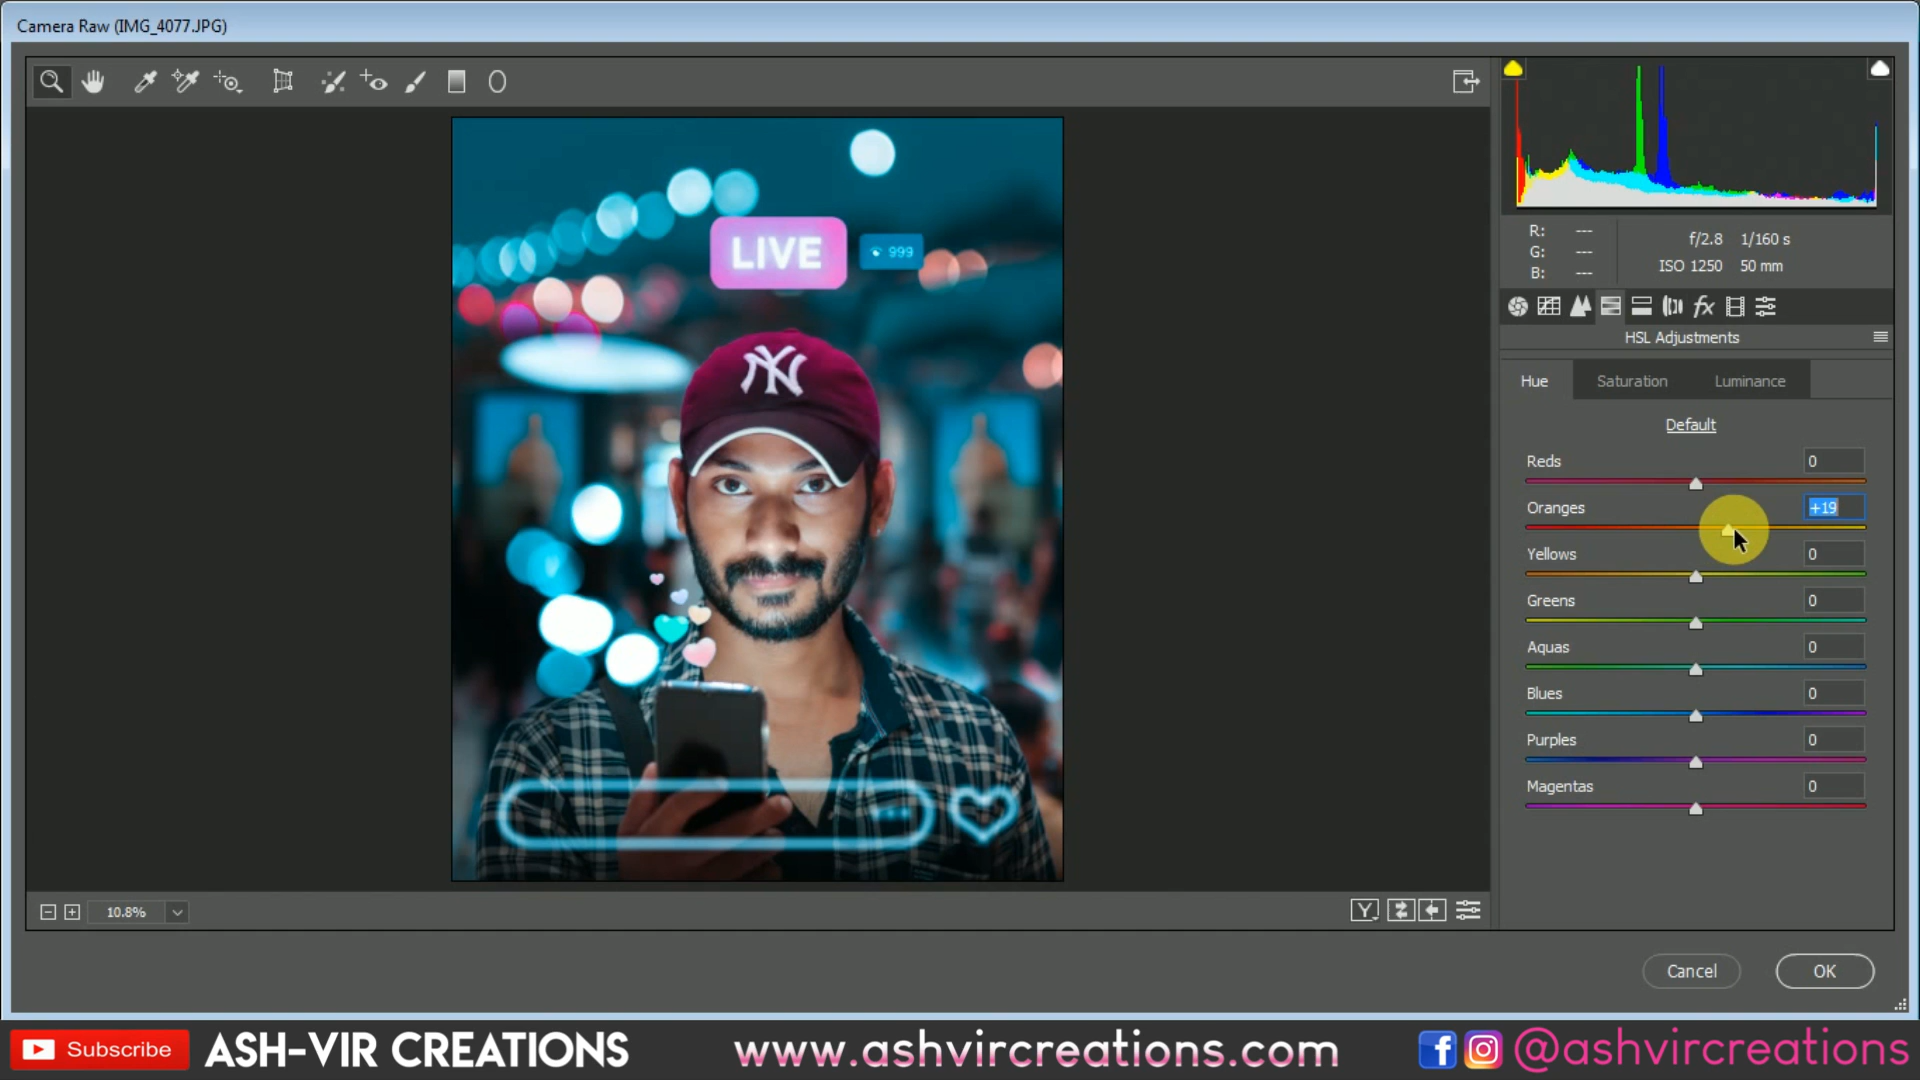 Camera Raw (IMG_4077.JPG)
LIVE
999
NY
R: ---
G: ---
B: ---
f/2.8 1/160 s
ISO 1250 50 mm
fx
HSL Adjustments
Hue Saturation Luminance
Default
Reds 0
Oranges +19
Yellows 0
Greens 0
Aquas 0
Blues 0
Purples 0
Magentas 0
10.8%
Y
Cancel OK
Subscribe ASH-VIR CREATIONS www.ashvircreations.com @ashvircreations